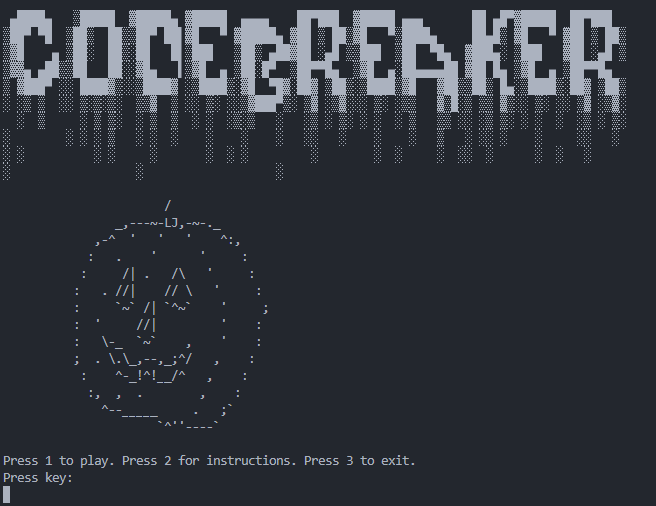 CODEBREAKER
Press 1 to play. Press 2 for instructions. Press 3 to exit.
Press key: